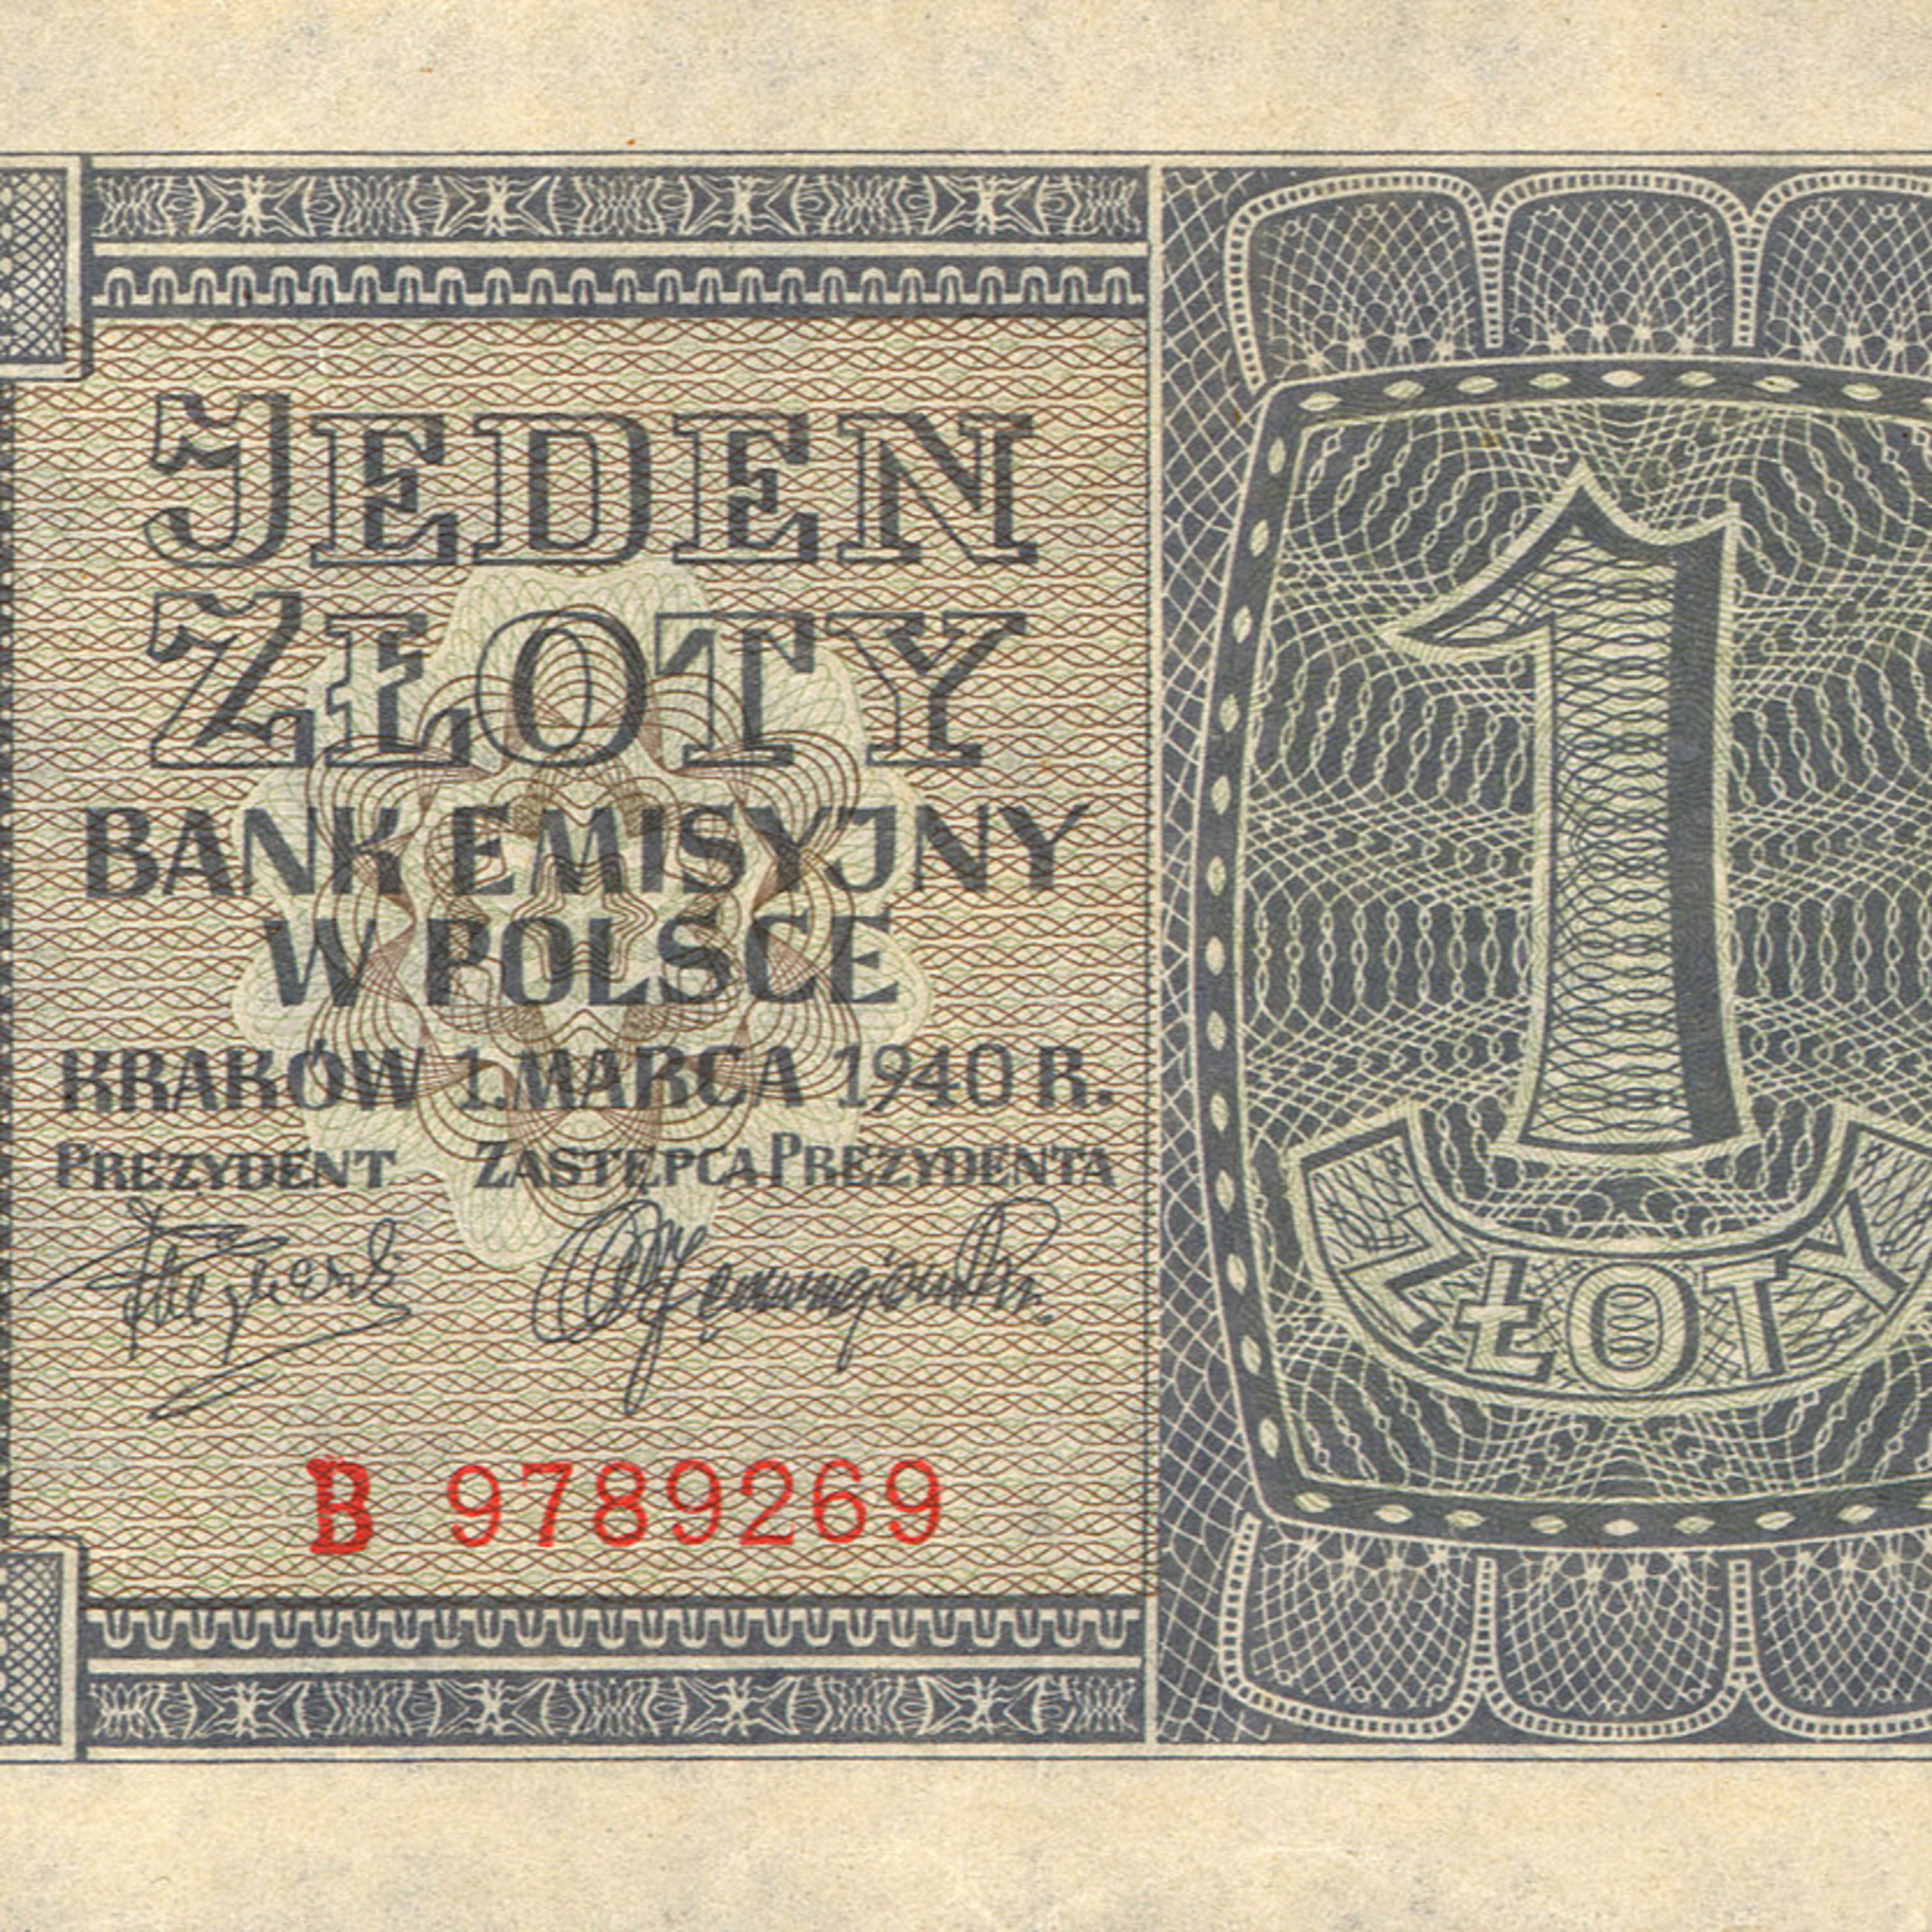 JEDEN
ZŁOTY
BANK EMISYJNY
W POLSCE
KRAKÓW 1. MARCA 1940 R.
PREZYDENT ZASTĘPCA PREZYDENTA
B 9789269
1
ZŁOTY